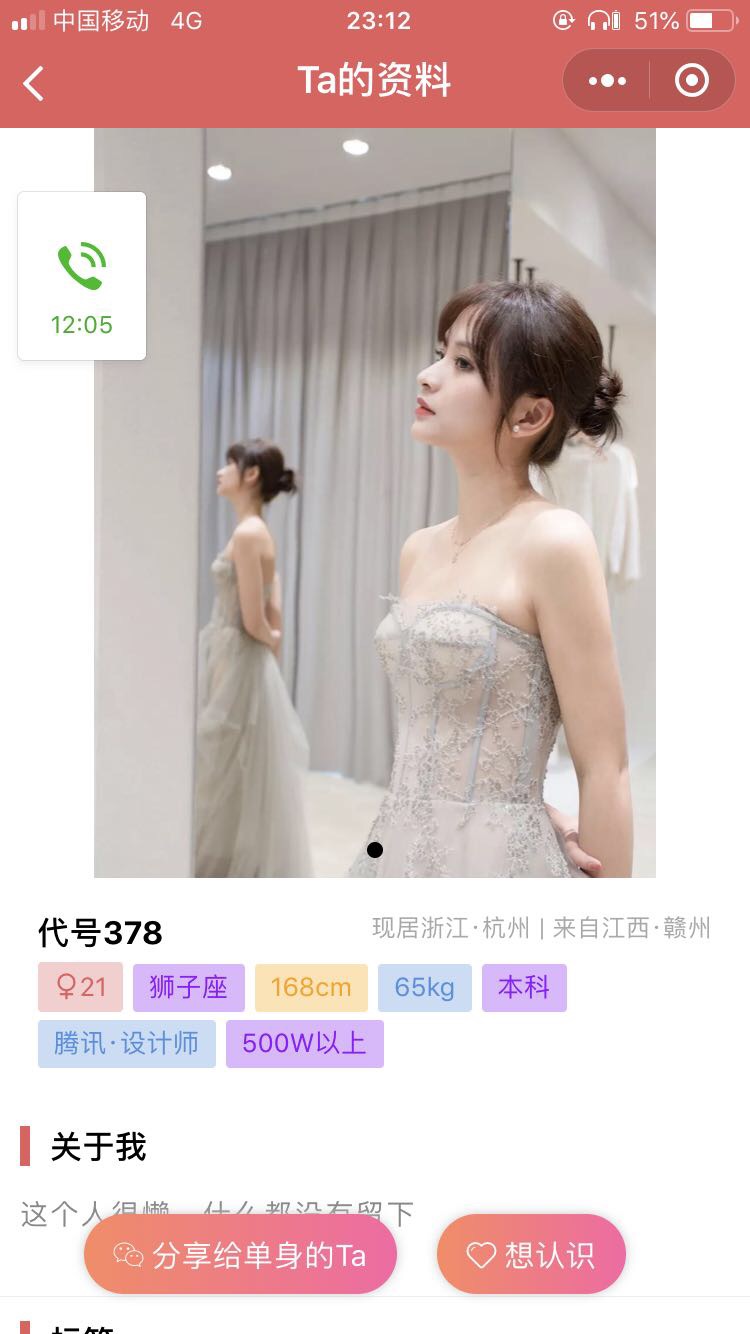 中国移动 4G 23:12 51%
Ta的资料
12:05
代号378 现居浙江·杭州 | 来自江西·赣州
♀21 狮子座 168cm 65kg 本科
腾讯·设计师 500W以上
关于我
这个人很懒，什么都没有留下
分享给单身的Ta 想认识
标签